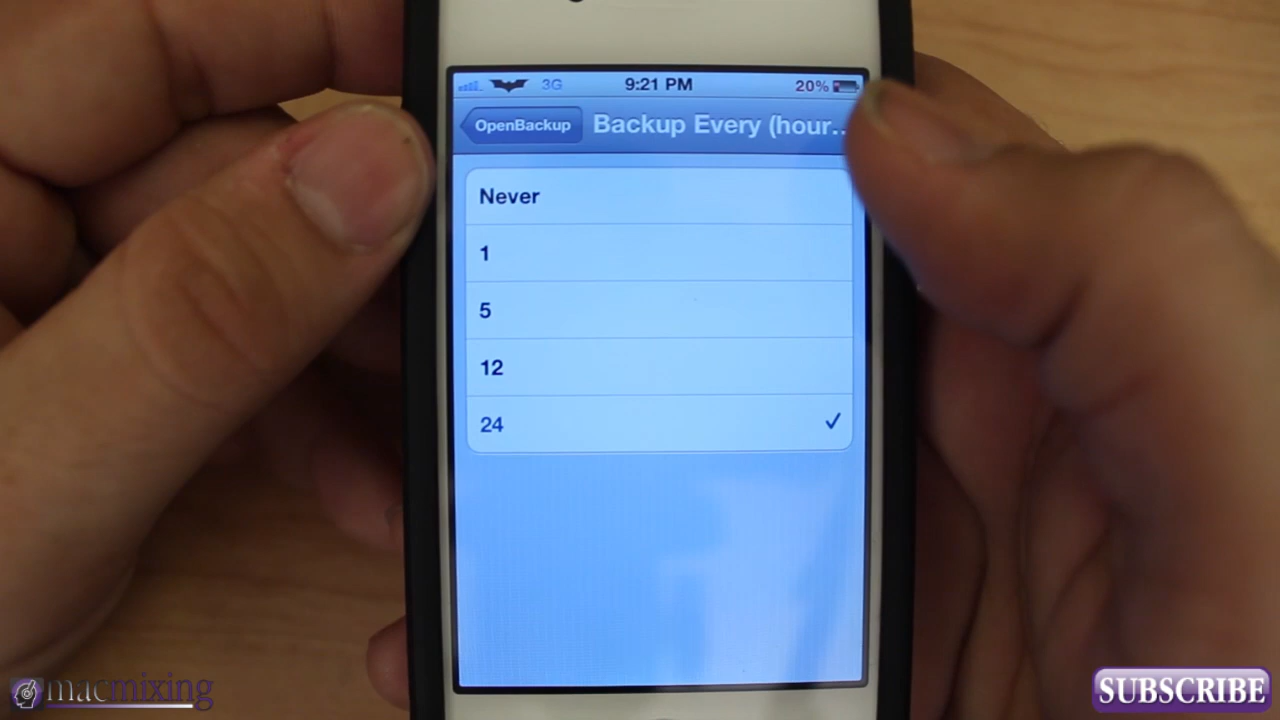 3G 9:21 PM 20%
OpenBackup Backup Every (hour...
Never
1
5
12
24
macmixing
SUBSCRIBE